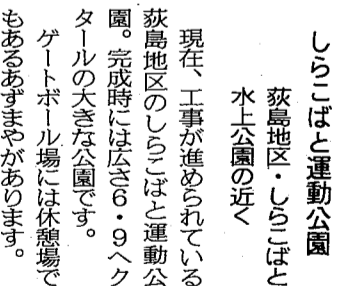 しらこばと運動公園
荻島地区・しらこばと
水上公園の近く
現在、工事が進められている
荻島地区のしらこばと運動公
園。完成時には広さ6・9ヘク
タールの大きな公園です。
ゲートボール場には休憩場で
もあるあずまやがあります。